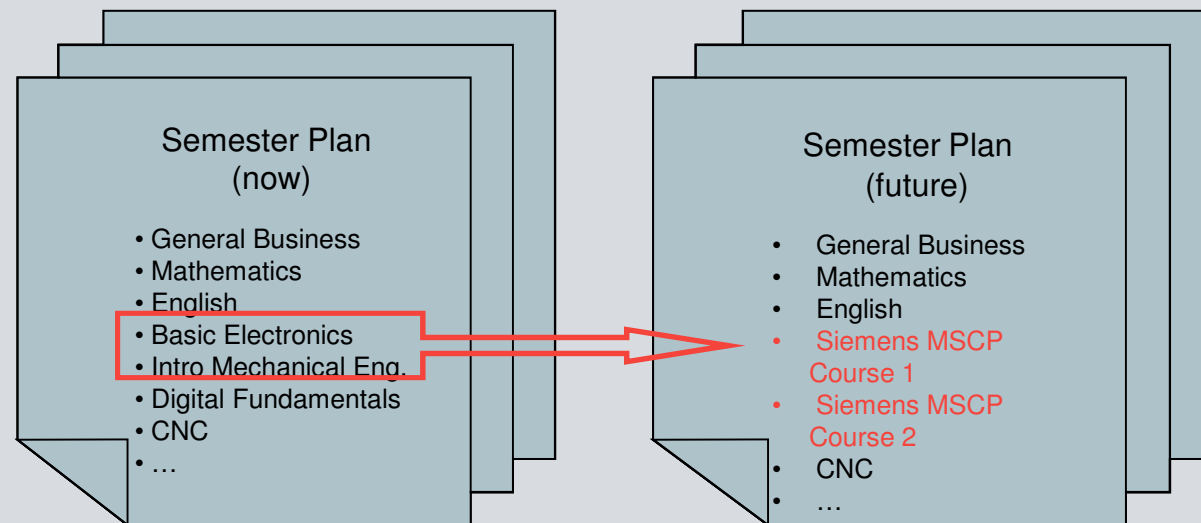 Semester Plan
(now)
• General Business
• Mathematics
• English
• Basic Electronics
• Intro Mechanical Eng.
• Digital Fundamentals
• CNC
• …
Semester Plan
(future)
• General Business
• Mathematics
• English
• Siemens MSCP
Course 1
• Siemens MSCP
Course 2
• CNC
• …